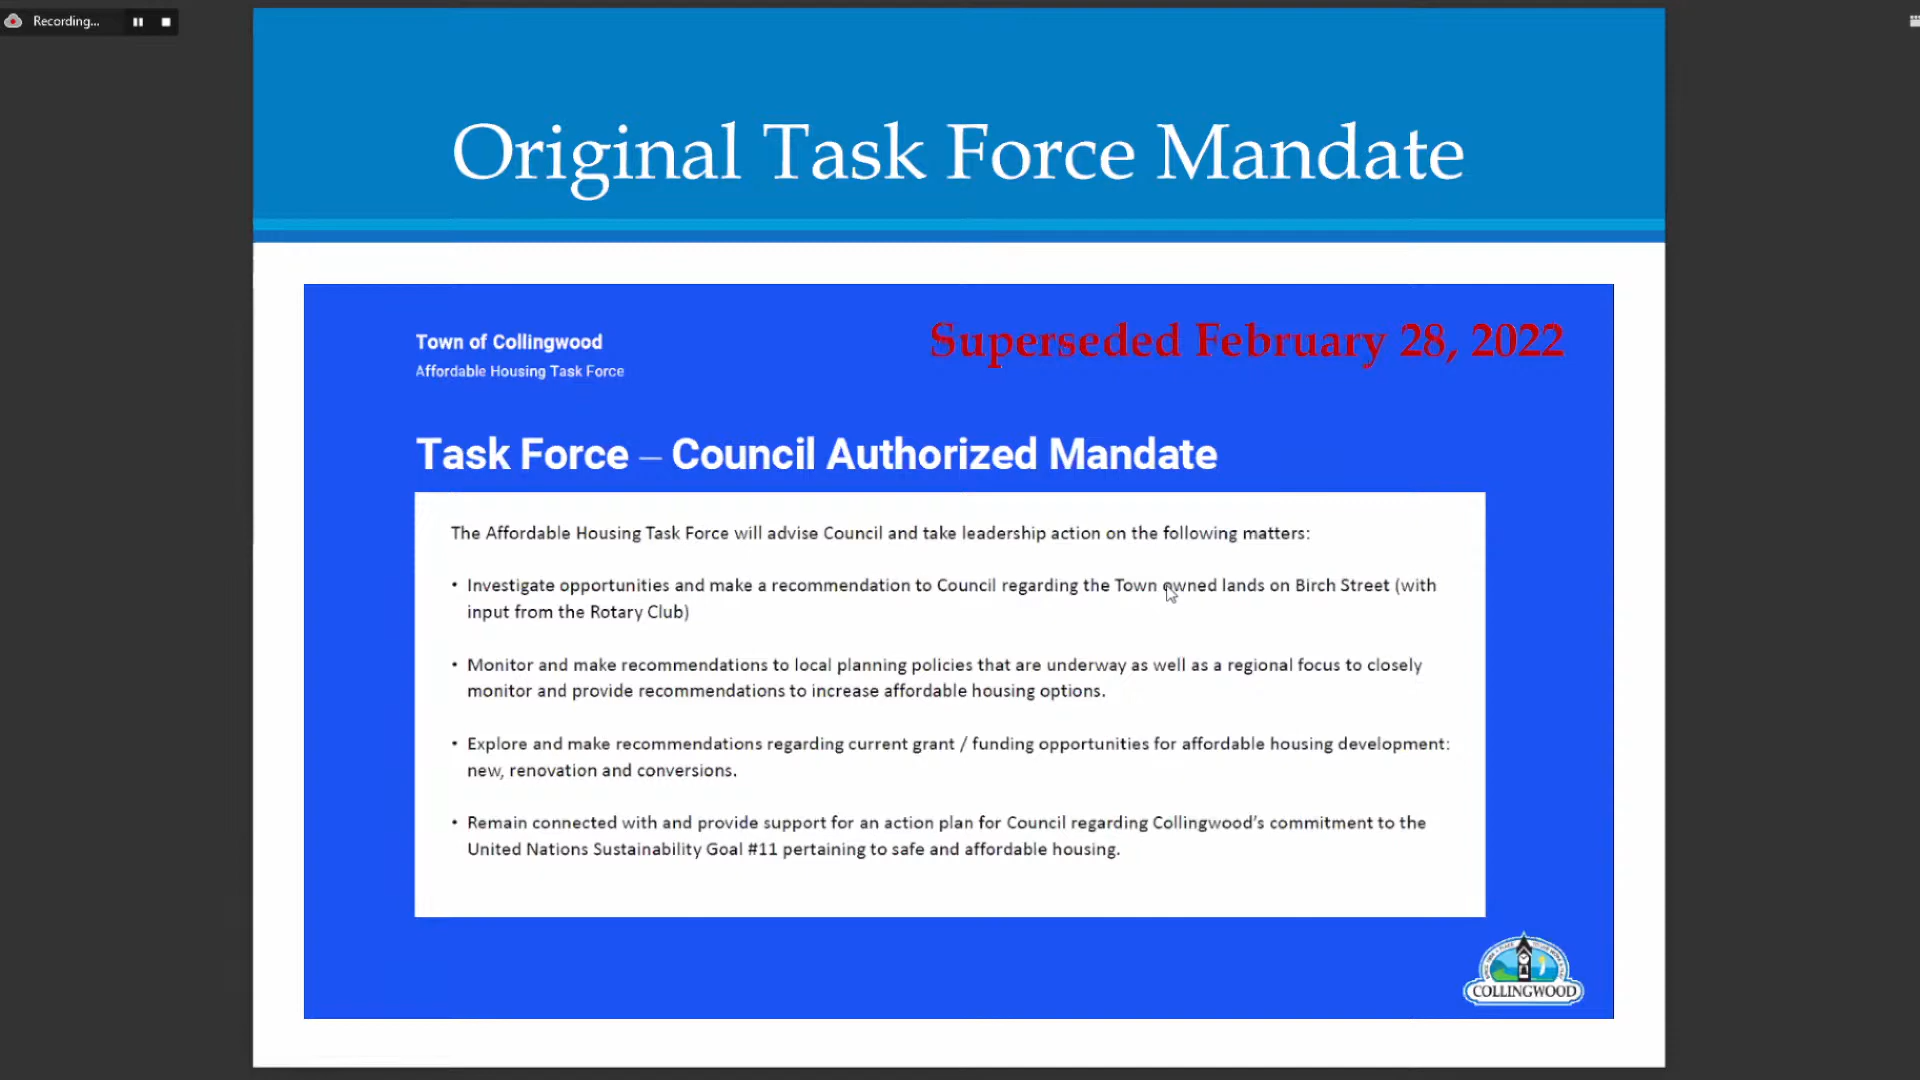 Recording...
Original Task Force Mandate
Town of Collingwood
Superseded February 28, 2022
Affordable Housing Task Force
Task Force – Council Authorized Mandate
The Affordable Housing Task Force will advise Council and take leadership action on the following matters:
• Investigate opportunities and make a recommendation to Council regarding the Town owned lands on Birch Street (with
input from the Rotary Club)
• Monitor and make recommendations to local planning policies that are underway as well as a regional focus to closely
monitor and provide recommendations to increase affordable housing options.
• Explore and make recommendations regarding current grant / funding opportunities for affordable housing development:
new, renovation and conversions.
• Remain connected with and provide support for an action plan for Council regarding Collingwood's commitment to the
United Nations Sustainability Goal #11 pertaining to safe and affordable housing.
COLLINGWOOD